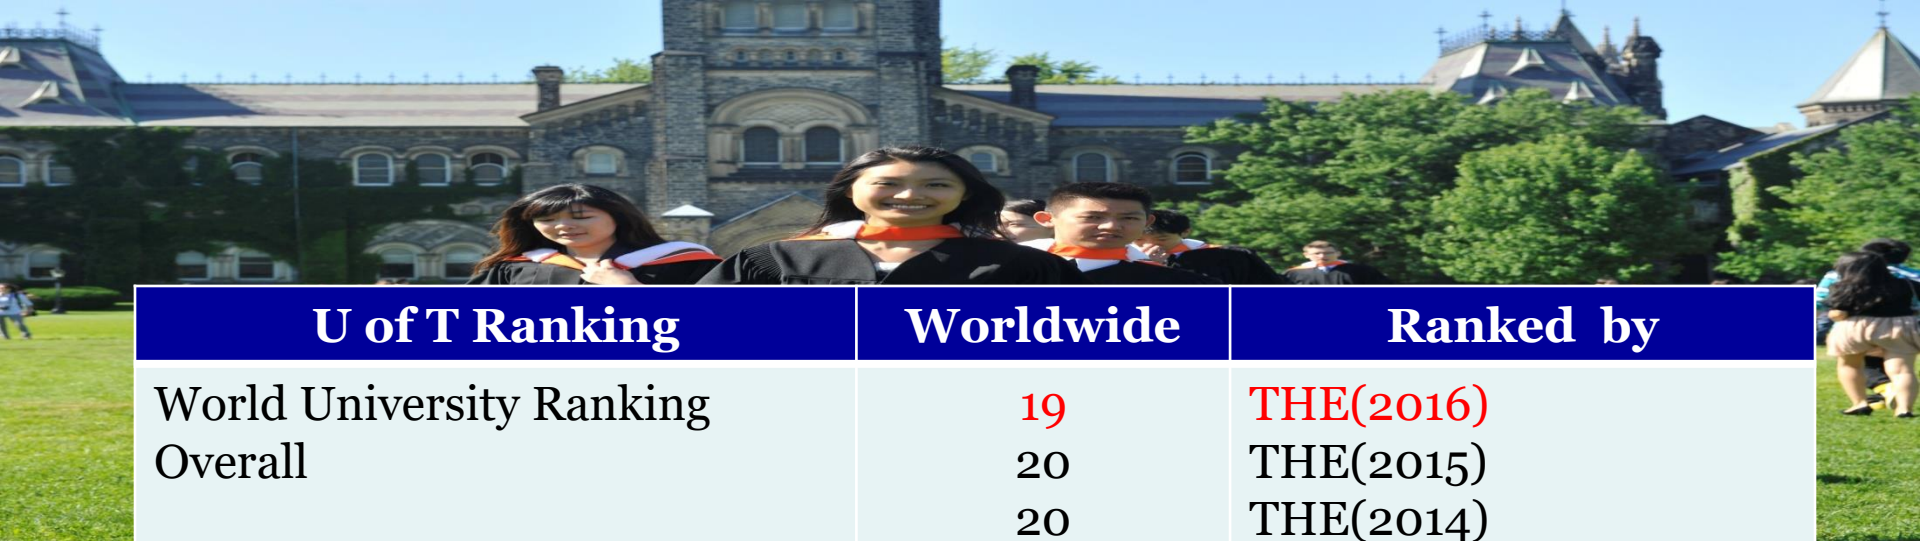 U of T Ranking Worldwide Ranked by
World University Ranking 19 THE(2016)
Overall 20 THE(2015)
20 THE(2014)